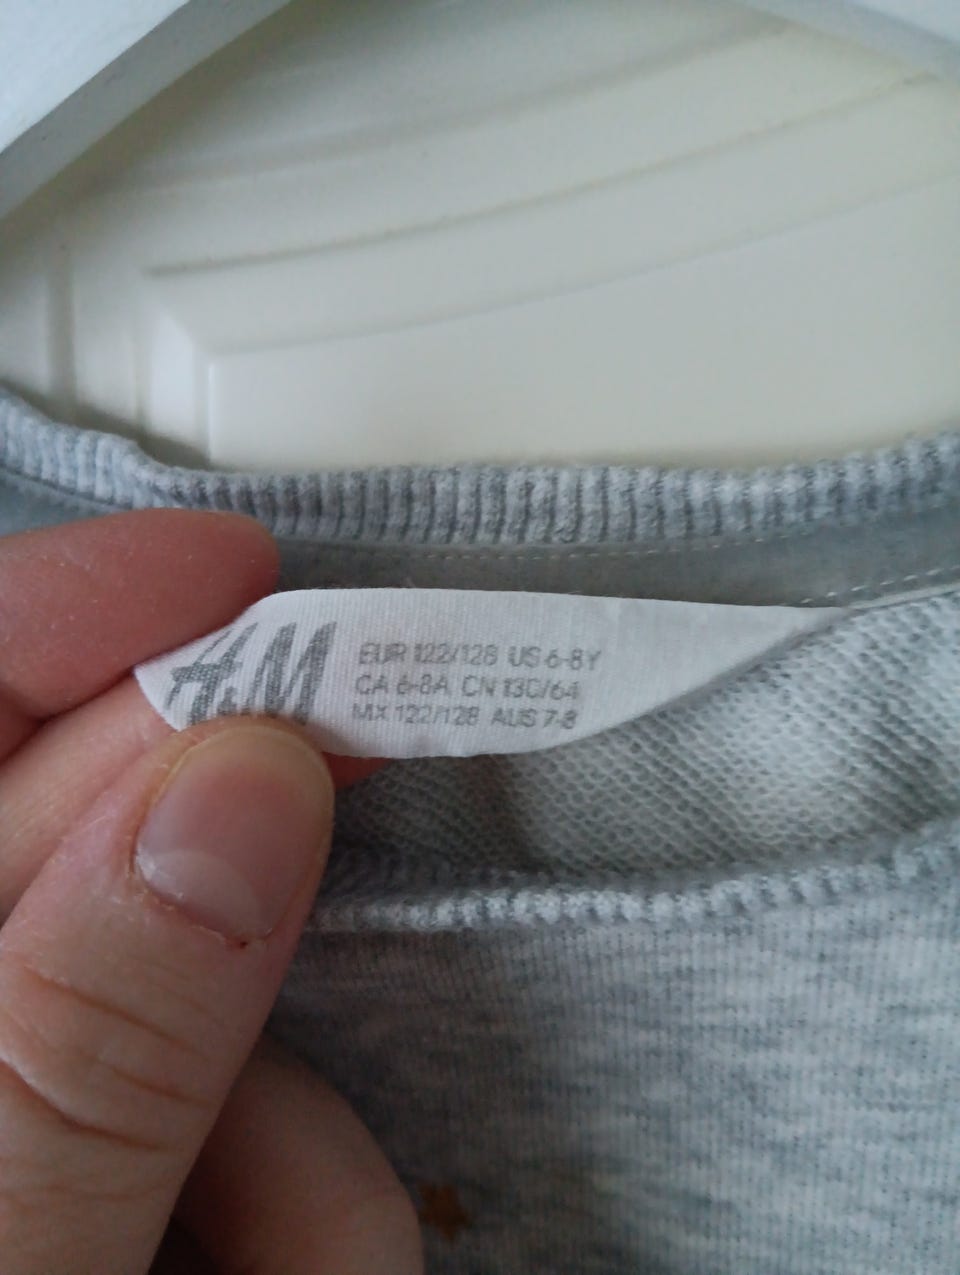 H&M
EUR 122/128 US 6-8Y
CA 6-8A CN 130/64
MX 122/128 AUS 7-8